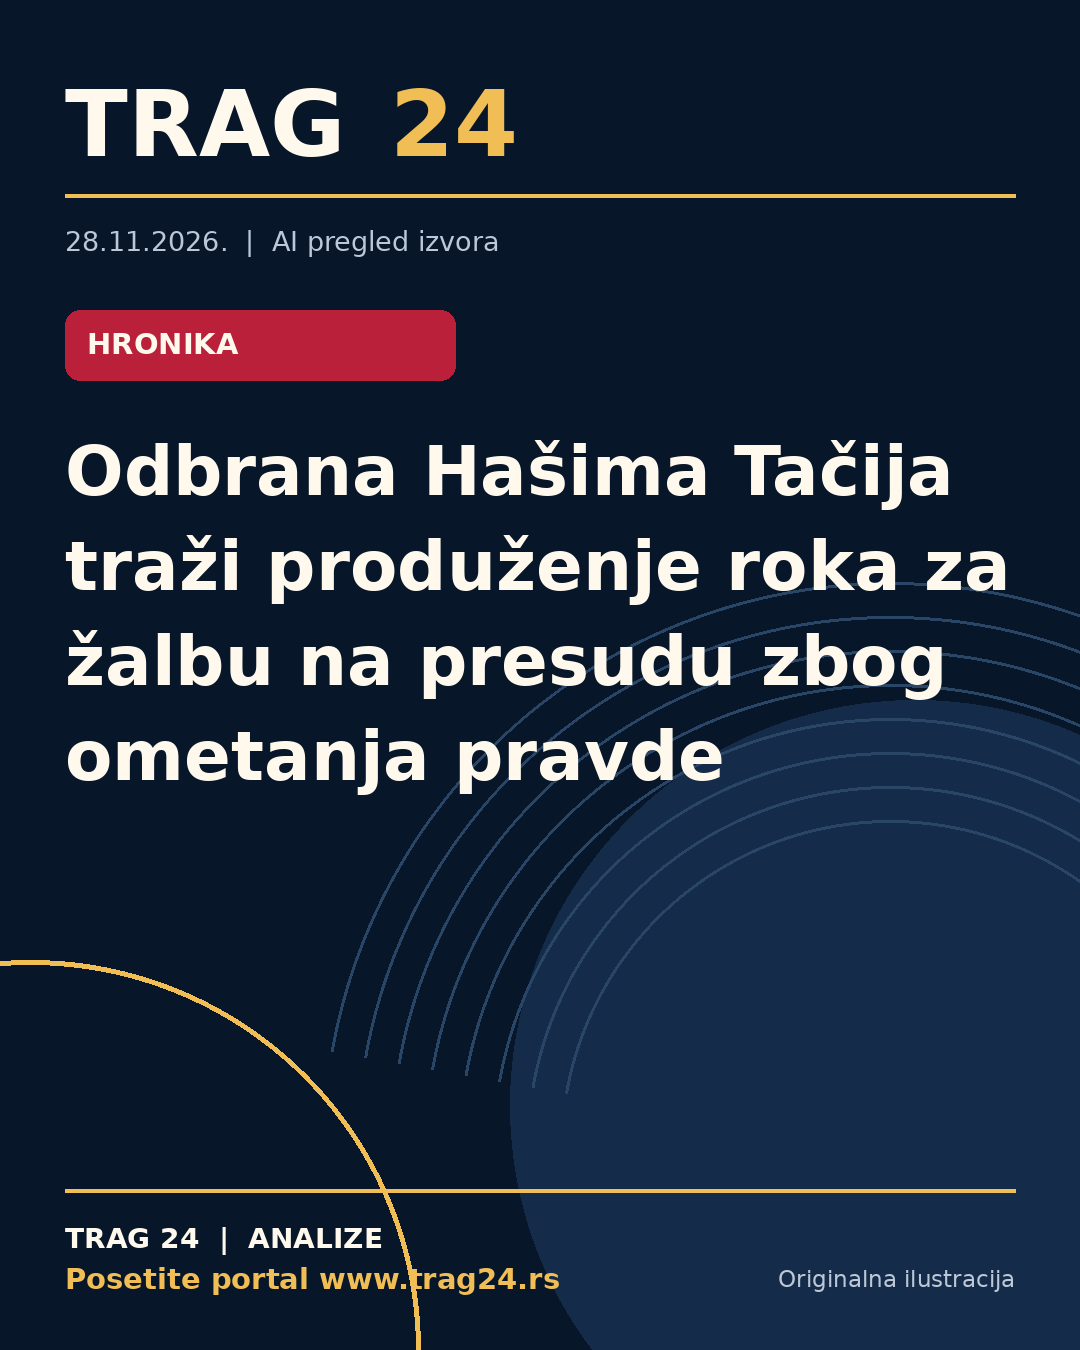 TRAG 24
28.11.2026. | AI pregled izvora
HRONIKA
Odbrana Hašima Tačija
traži produženje roka za
žalbu na presudu zbog
ometanja pravde
TRAG 24 | ANALIZE
Posetite portal www.trag24.rs
Originalna ilustracija